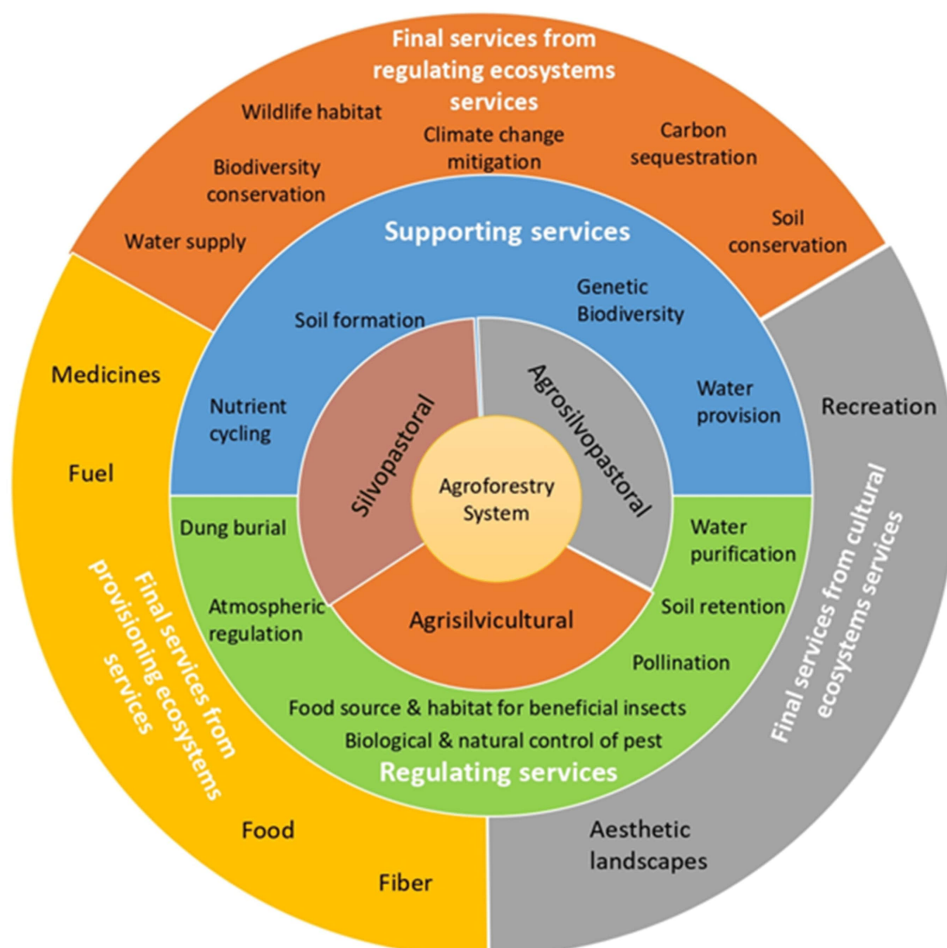 Final services from
regulating ecosystems
services
Wildlife habitat
Climate change
mitigation
Carbon
sequestration
Biodiversity
conservation
Water supply
Soil
conservation
Supporting services
Soil formation
Genetic
Biodiversity
Nutrient
cycling
Water
provision
Silvopastoral
Agrosilvopastoral
Agroforestry
System
Agrisilvicultural
Dung burial
Atmospheric
regulation
Water
purification
Soil retention
Pollination
Food source & habitat for beneficial insects
Biological & natural control of pest
Regulating services
Medicines
Fuel
Final services from
provisioning ecosystems
services
Food
Fiber
Recreation
Final services from cultural
ecosystems services
Aesthetic
landscapes